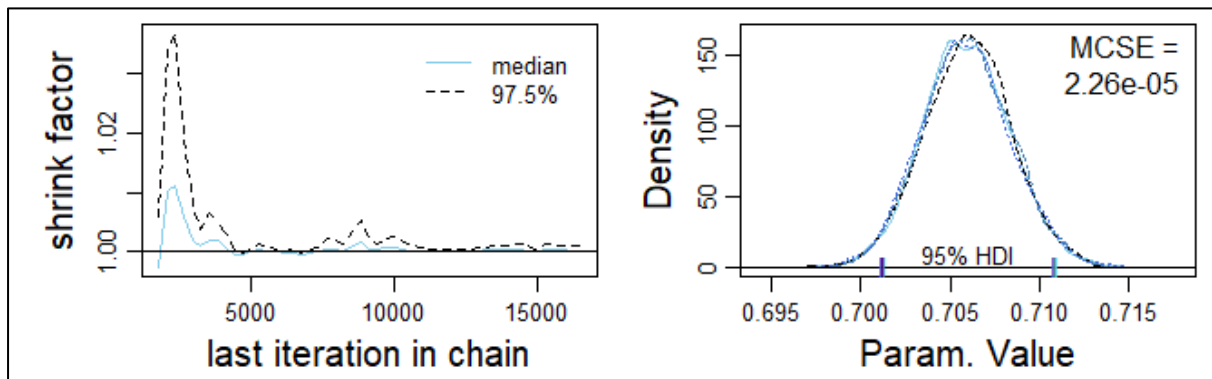 shrink factor
1.00
1.02
median
97.5%
5000
10000
15000
last iteration in chain
Density
0
50
100
150
MCSE =
2.26e-05
95% HDI
0.695
0.700
0.705
0.710
0.715
Param. Value